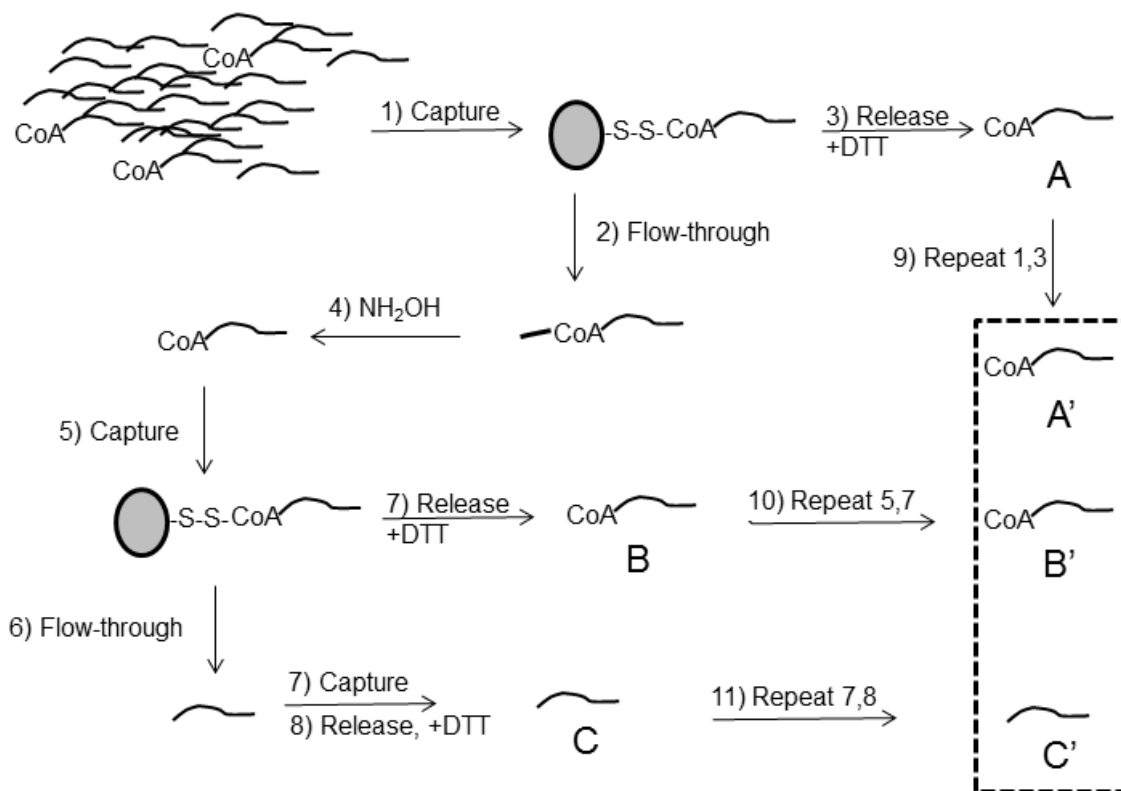 CoA
CoA
CoA
1) Capture
-S-S-CoA
3) Release
+DTT
CoA
A
2) Flow-through
9) Repeat 1,3
CoA
4) NH₂OH
CoA
CoA
A’
5) Capture
-S-S-CoA
7) Release
+DTT
CoA
B
10) Repeat 5,7
CoA
B’
6) Flow-through
7) Capture
8) Release, +DTT
C
11) Repeat 7,8
C’